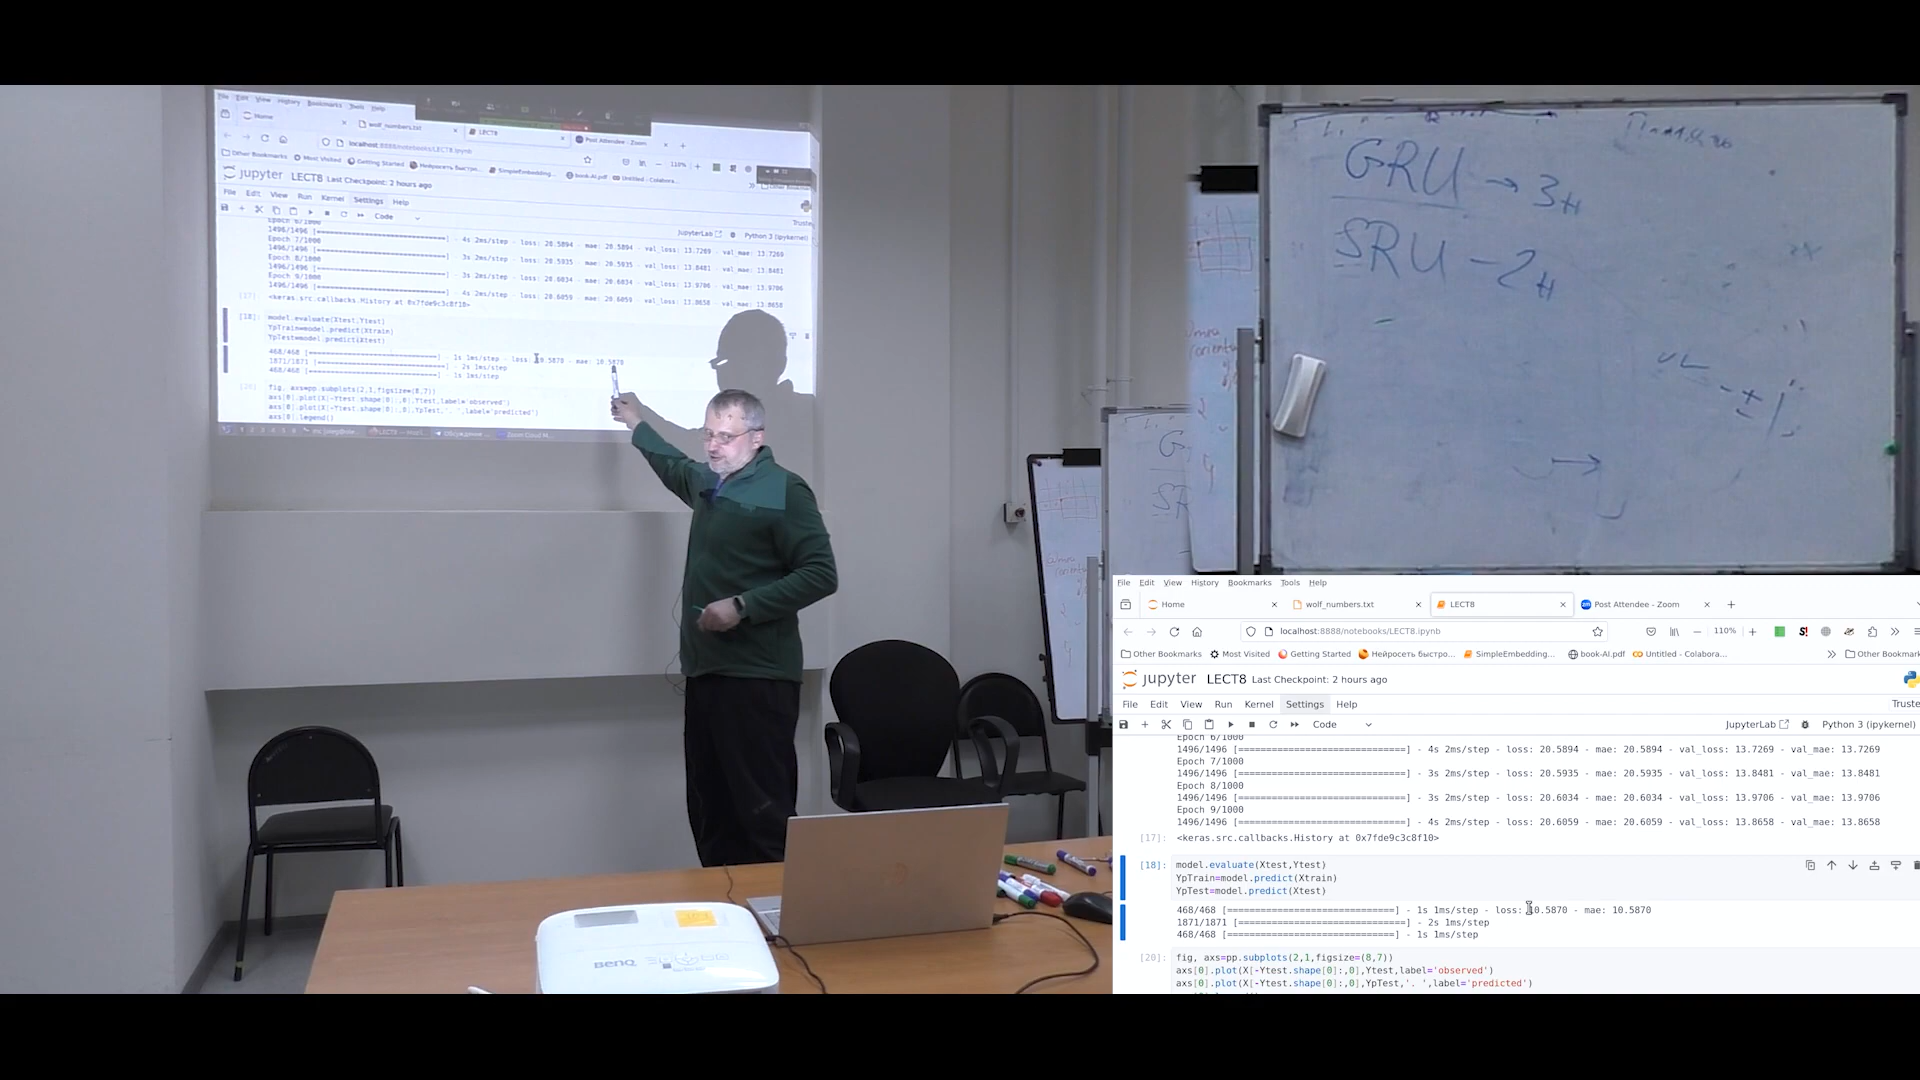 GRU → 3H
SRU - 2H
BENQ
File Edit View History Bookmarks Tools Help
Home wolf_numbers.txt LECT8 Post Attendee - Zoom
localhost:8888/notebooks/LECT8.ipynb 110%
Other Bookmarks Most Visited Getting Started Нейросеть быстро... SimpleEmbedding... book-AI.pdf Untitled - Colabora... Other Bookmark
jupyter LECT8 Last Checkpoint: 2 hours ago
File Edit View Run Kernel Settings Help Truste
Code JupyterLab Python 3 (ipykernel)
Epoch 6/1000
1496/1496 [==============================] - 4s 2ms/step - loss: 20.5894 - mae: 20.5894 - val_loss: 13.7269 - val_mae: 13.7269
Epoch 7/1000
1496/1496 [==============================] - 3s 2ms/step - loss: 20.5935 - mae: 20.5935 - val_loss: 13.8481 - val_mae: 13.8481
Epoch 8/1000
1496/1496 [==============================] - 3s 2ms/step - loss: 20.6034 - mae: 20.6034 - val_loss: 13.9706 - val_mae: 13.9706
Epoch 9/1000
1496/1496 [==============================] - 4s 2ms/step - loss: 20.6059 - mae: 20.6059 - val_loss: 13.8658 - val_mae: 13.8658
[17]: <keras.src.callbacks.History at 0x7fde9c3c8f10>
[18]: model.evaluate(Xtest,Ytest)
YpTrain=model.predict(Xtrain)
YpTest=model.predict(Xtest)
468/468 [==============================] - 1s 1ms/step - loss: 10.5870 - mae: 10.5870
1871/1871 [==============================] - 2s 1ms/step
468/468 [==============================] - 1s 1ms/step
[20]: fig, axs=pp.subplots(2,1,figsize=(8,7))
axs[0].plot(X[-Ytest.shape[0]:,0],Ytest,label='observed')
axs[0].plot(X[-Ytest.shape[0]:,0],YpTest,'. ',label='predicted')